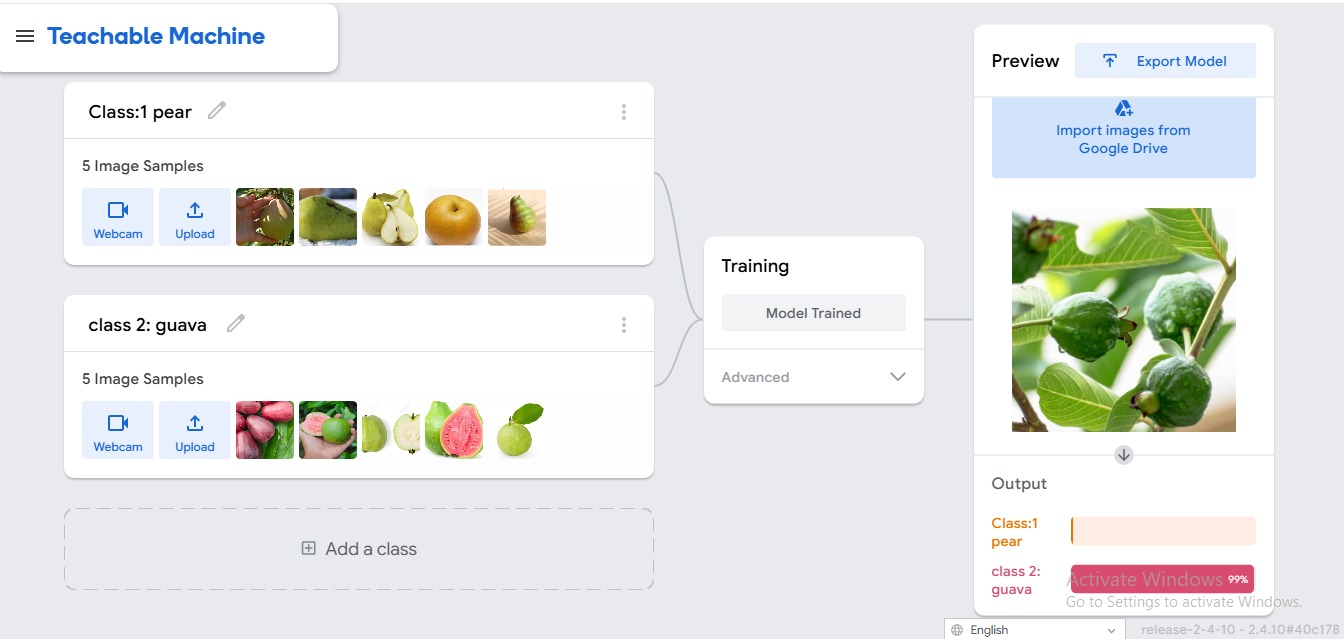 Teachable Machine
Class:1 pear
5 Image Samples
Webcam
Upload
class 2: guava
5 Image Samples
Webcam
Upload
Add a class
Training
Model Trained
Advanced
Preview
Export Model
Import images from
Google Drive
Output
Class:1
pear
class 2:
guava
99%
Activate Windows
Go to Settings to activate Windows.
English
release-2-4-10 - 2.4.10#40c178